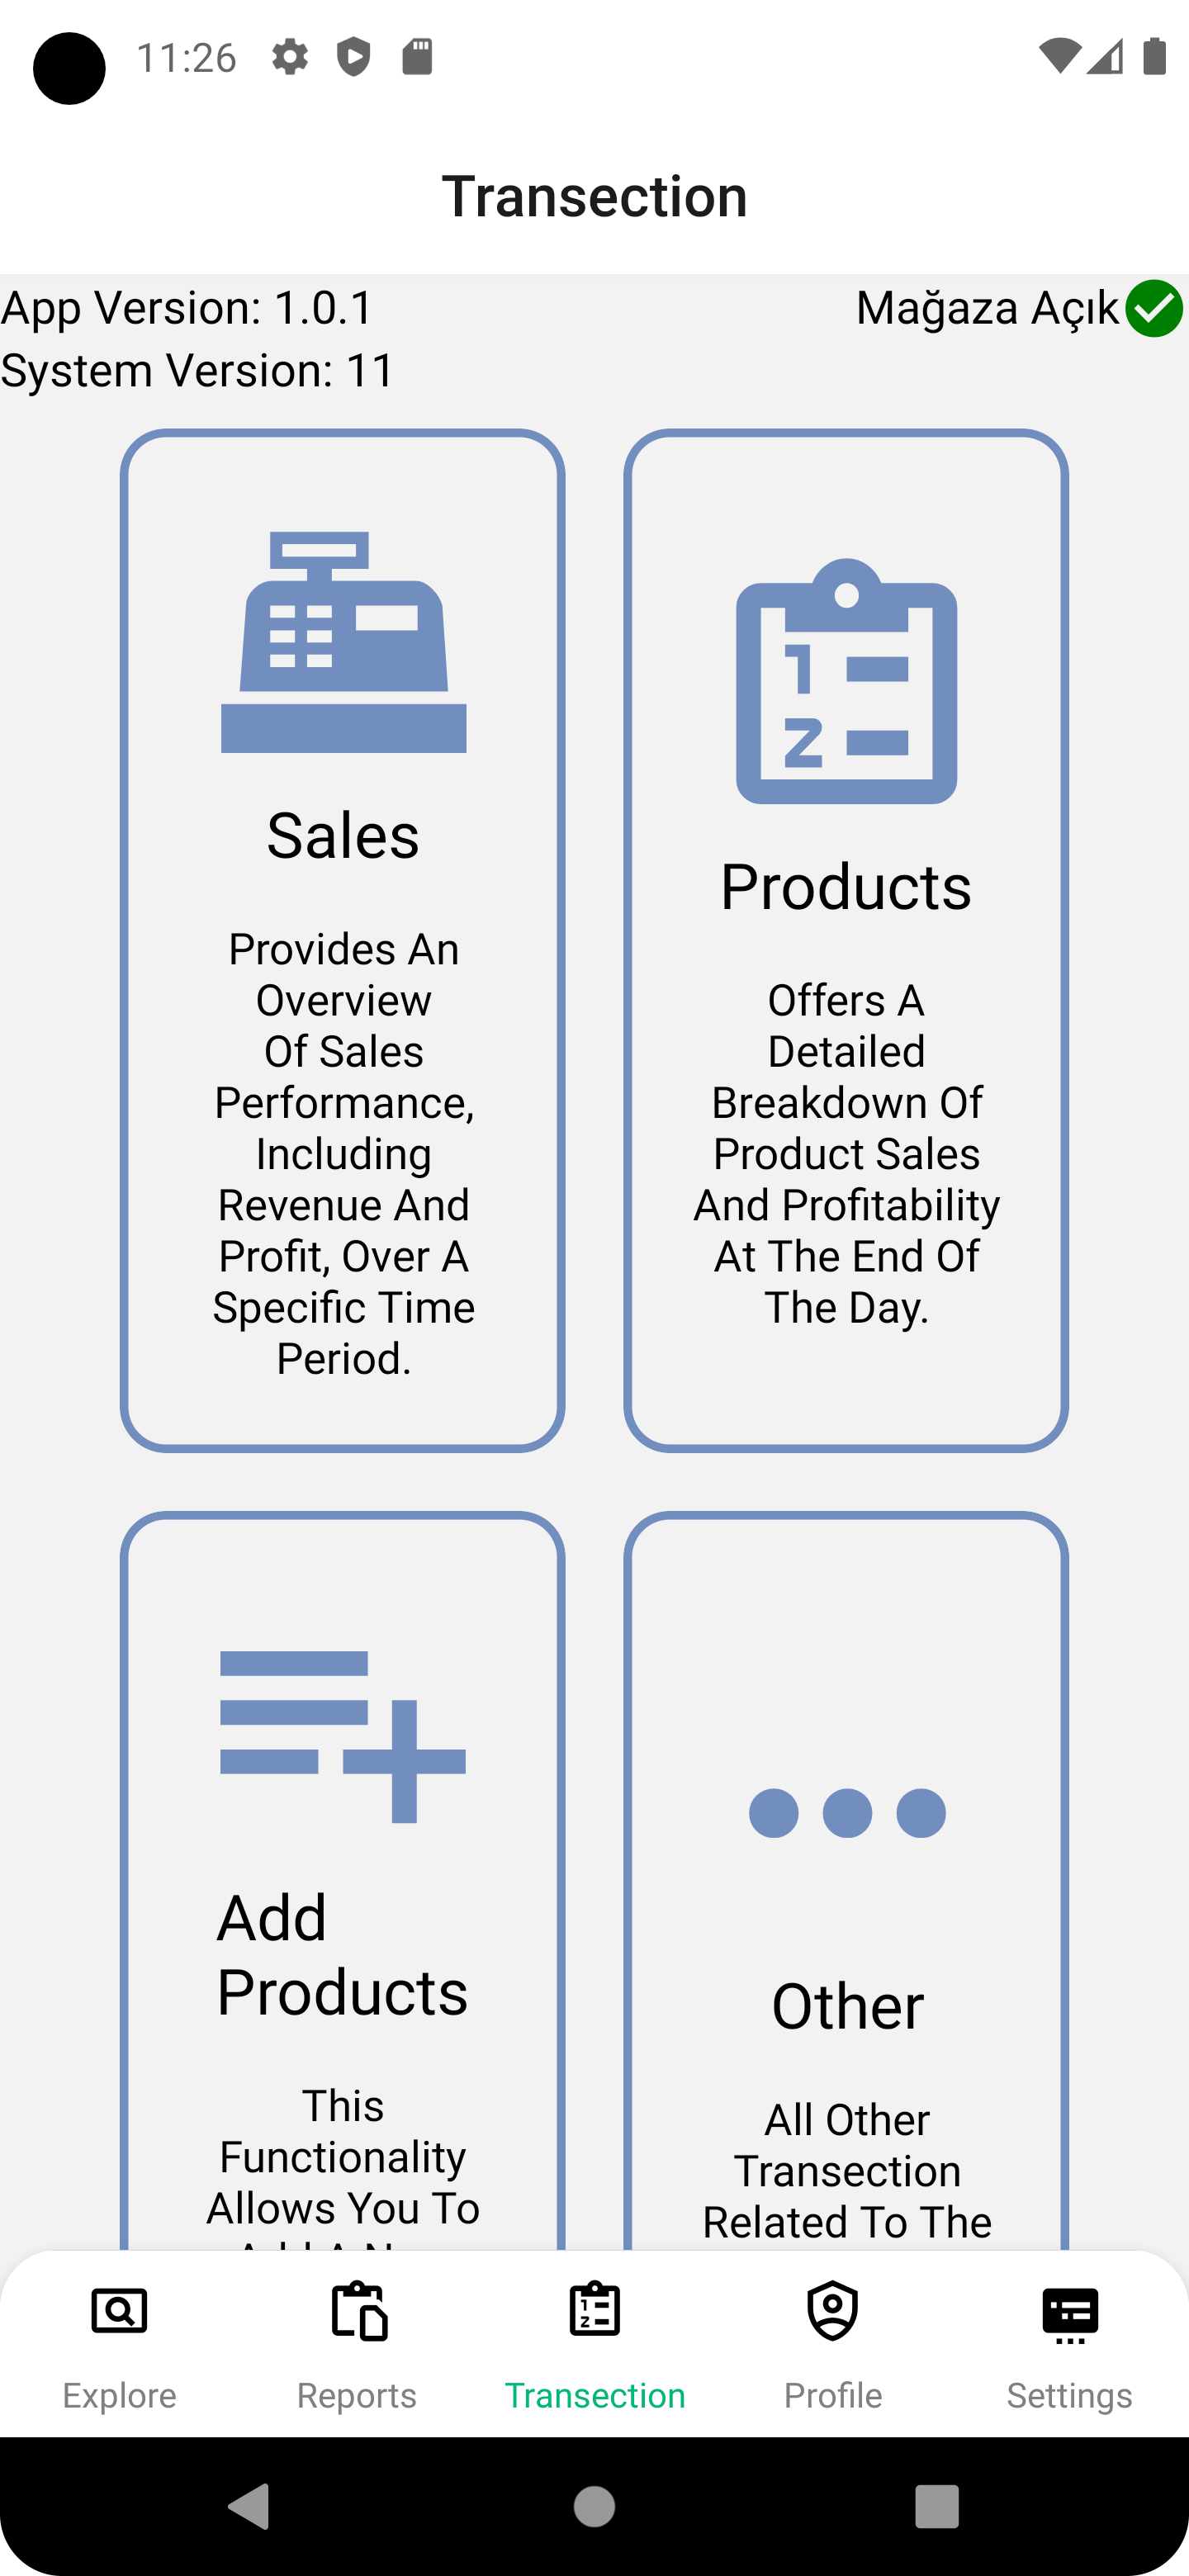 11:26
Transection
App Version: 1.0.1
Mağaza Açık
System Version: 11
Sales
Provides An
Overview
Of Sales
Performance,
Including
Revenue And
Profit, Over A
Specific Time
Period.
Products
Offers A
Detailed
Breakdown Of
Product Sales
And Profitability
At The End Of
The Day.
Add
Products
This
Functionality
Allows You To
Other
All Other
Transection
Related To The
Explore
Reports
Transection
Profile
Settings